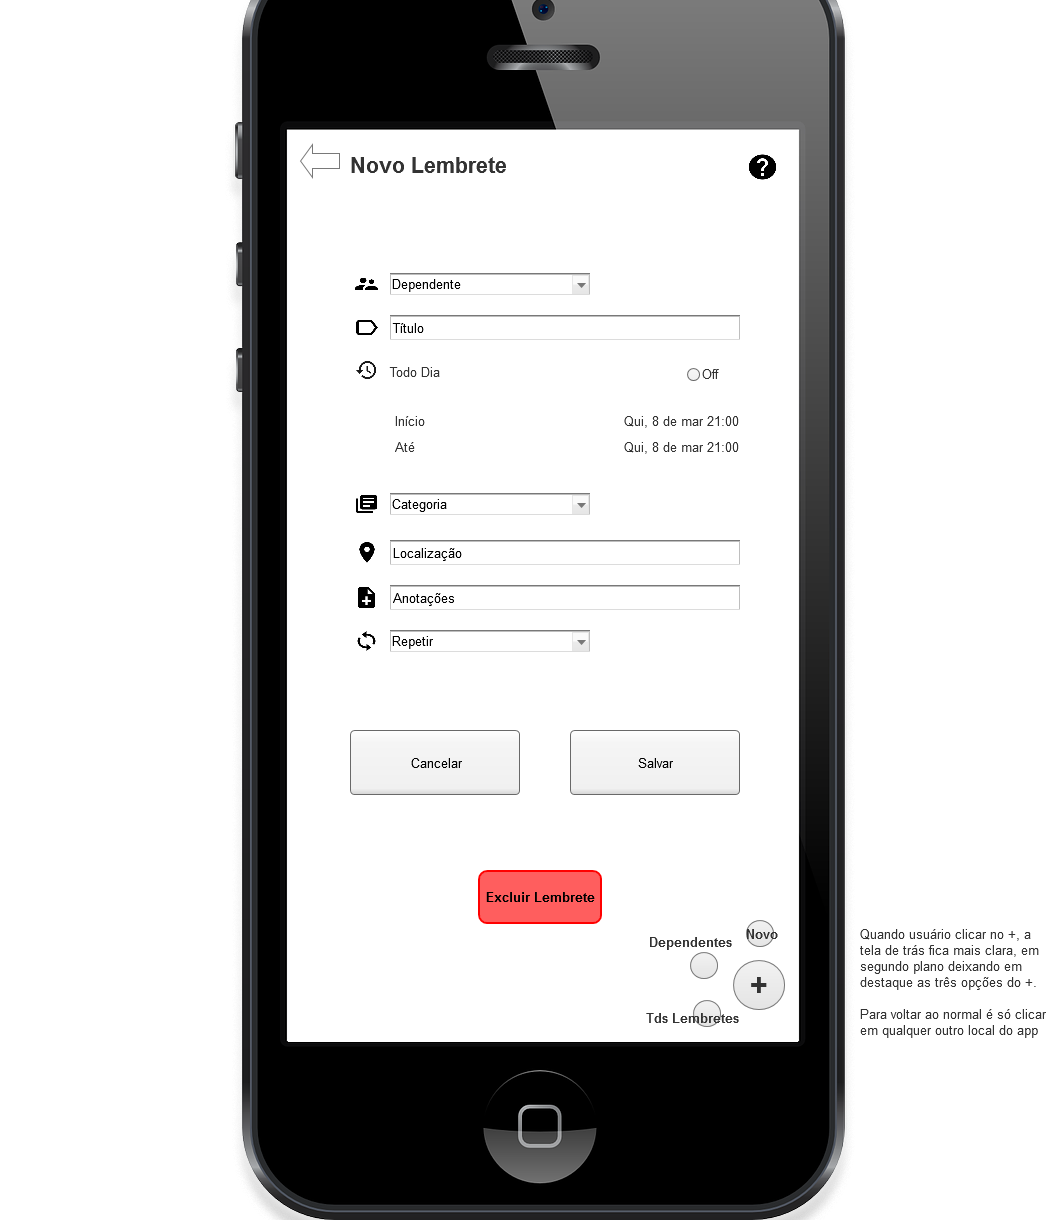 Novo Lembrete
Dependente
Título
Todo Dia
Off
Início
Qui, 8 de mar 21:00
Até
Qui, 8 de mar 21:00
Categoria
Localização
Anotações
Repetir
Cancelar
Salvar
Excluir Lembrete
Novo
Dependentes
+
Tds Lembretes
Quando usuário clicar no +, a
tela de trás fica mais clara, em
segundo plano deixando em
destaque as três opções do +.
Para voltar ao normal é só clicar
em qualquer outro local do app